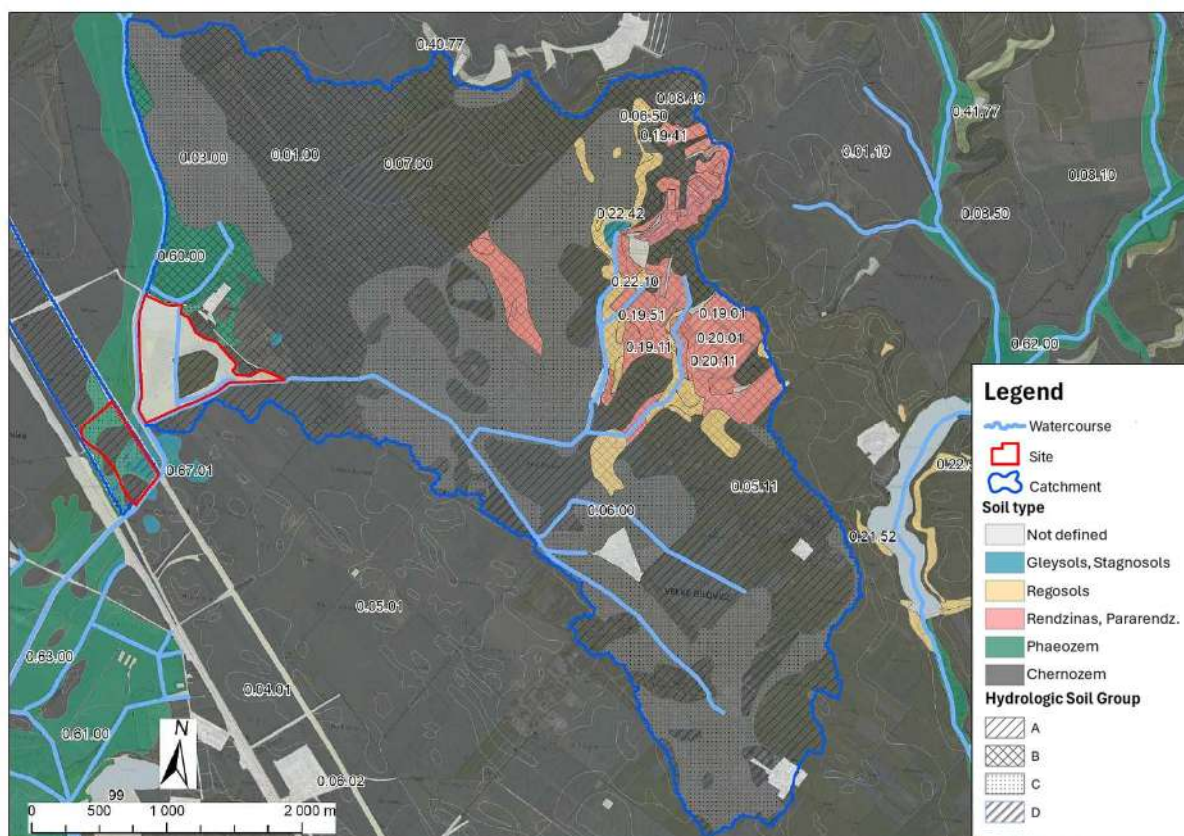 0.40.77
0.08.40
0.06.50
0.19.41
0.41.77
0.03.00
0.01.00
0.07.00
0.01.10
0.08.10
0.22.42
0.08.50
0.60.00
0.22.10
0.19.51
0.19.01
0.20.01
0.19.11
0.20.11
0.62.00
0.67.01
0.05.11
0.06.00
0.21.52
0.05.01
0.63.00
0.04.01
0.61.00
0.06.02
99
N
0 500 1 000 2 000 m
Legend
Watercourse
Site
Catchment
Soil type
Not defined
Gleysols, Stagnosols
Regosols
Rendzinas, Pararendz.
Phaeozem
Chernozem
Hydrologic Soil Group
A
B
C
D